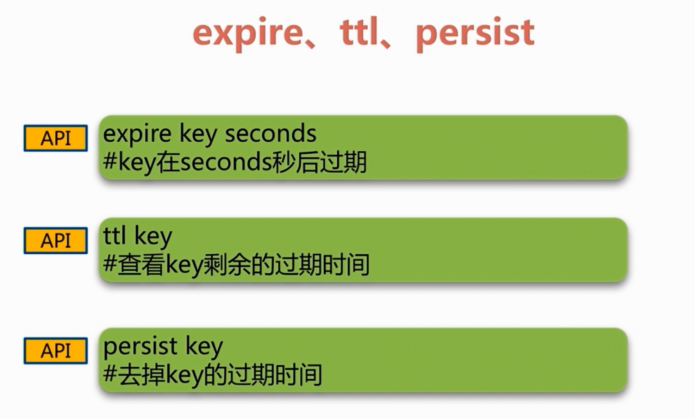 expire、ttl、persist
API
expire key seconds
#key在seconds秒后过期
API
ttl key
#查看key剩余的过期时间
API
persist key
#去掉key的过期时间